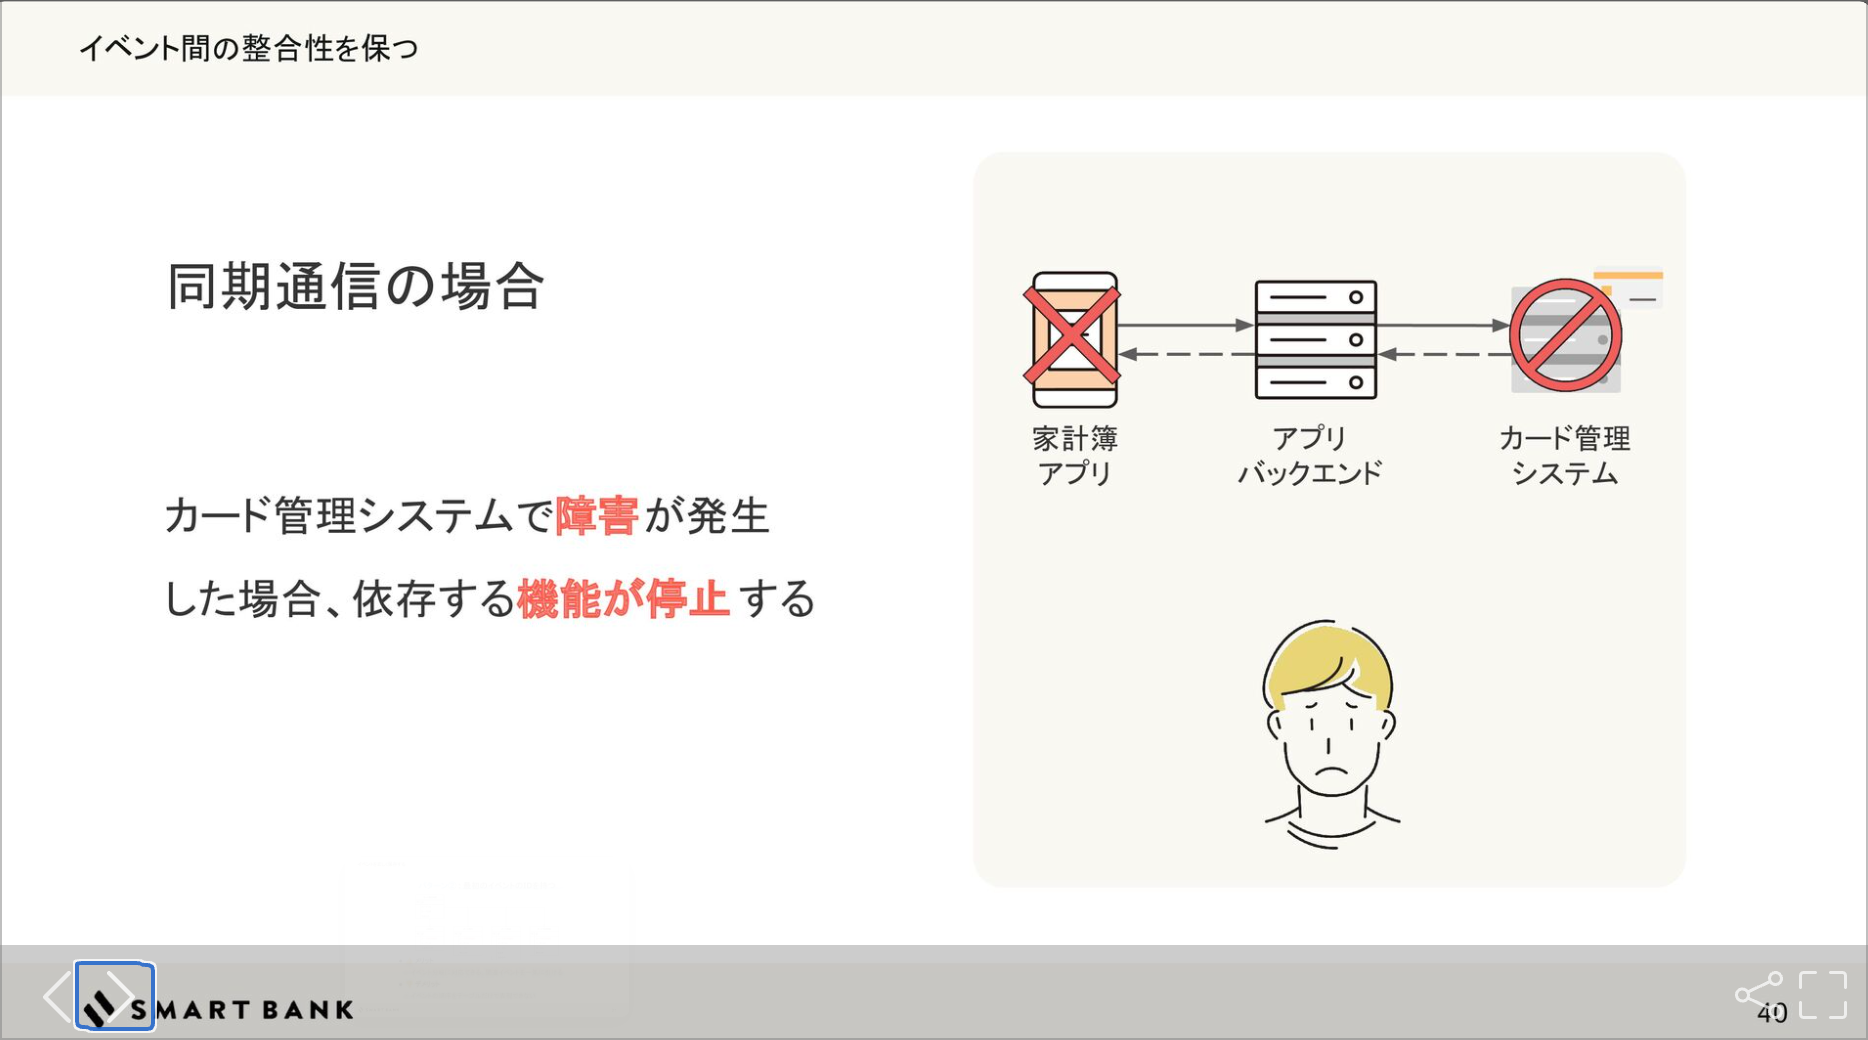 イベント間の整合性を保つ
同期通信の場合
カード管理システムで障害が発生
した場合、依存する機能が停止する
家計簿
アプリ
アプリ
バックエンド
カード管理
システム
SMART BANK
40